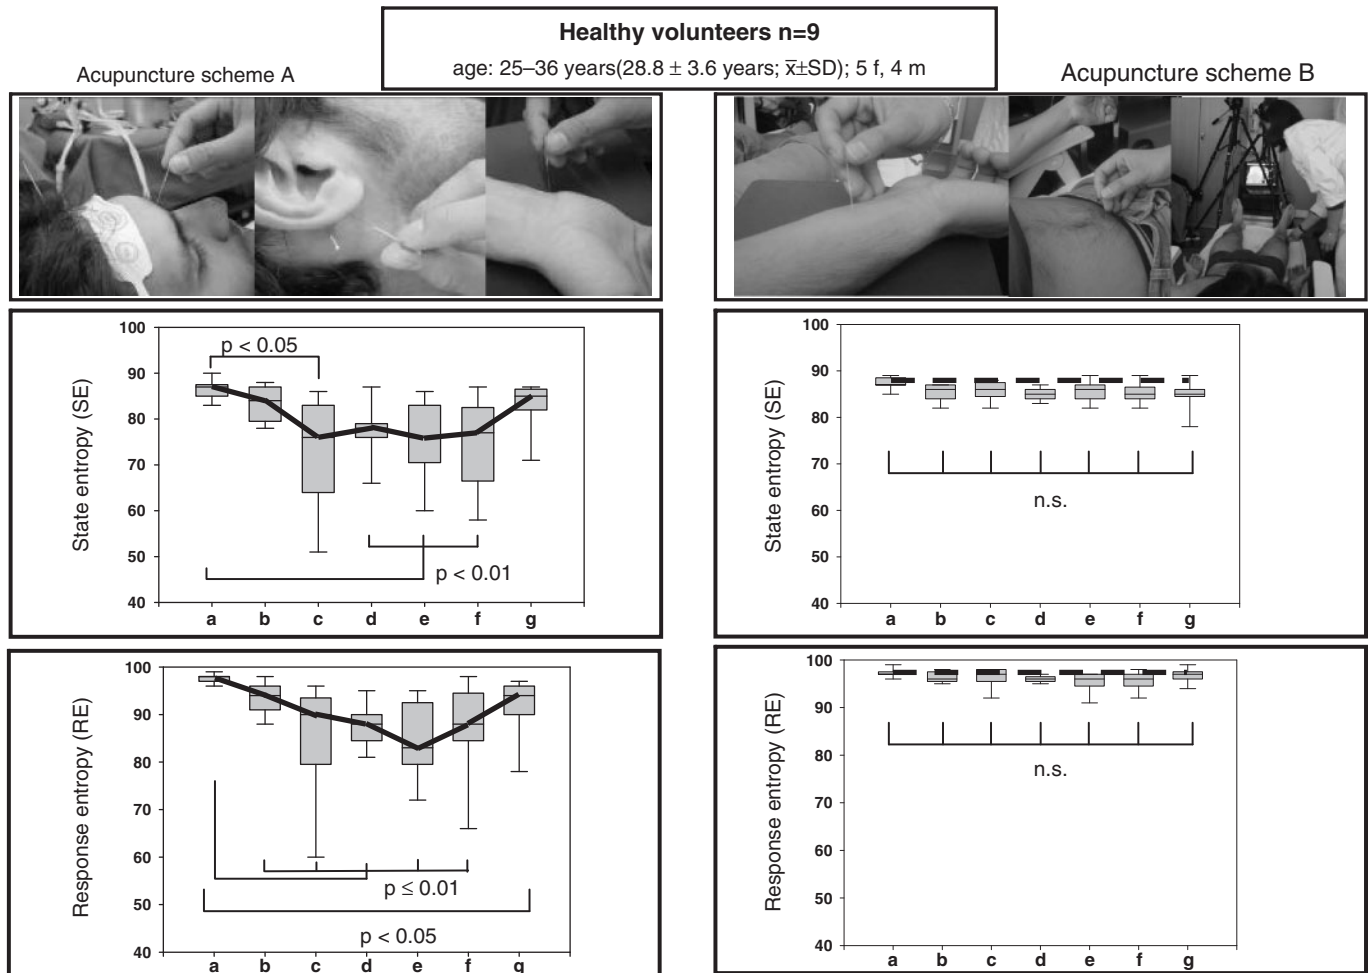 Healthy volunteers n=9
age: 25–36 years(28.8 ± 3.6 years; x̅±SD); 5 f, 4 m
Acupuncture scheme A
Acupuncture scheme B
State entropy (SE)
100
90
80
70
60
50
40
p < 0.05
p < 0.01
a b c d e f g
State entropy (SE)
100
90
80
70
60
50
40
n.s.
a b c d e f g
Response entropy (RE)
100
90
80
70
60
50
40
p ≤ 0.01
p < 0.05
a b c d e f g
Response entropy (RE)
100
90
80
70
60
50
40
n.s.
a b c d e f g